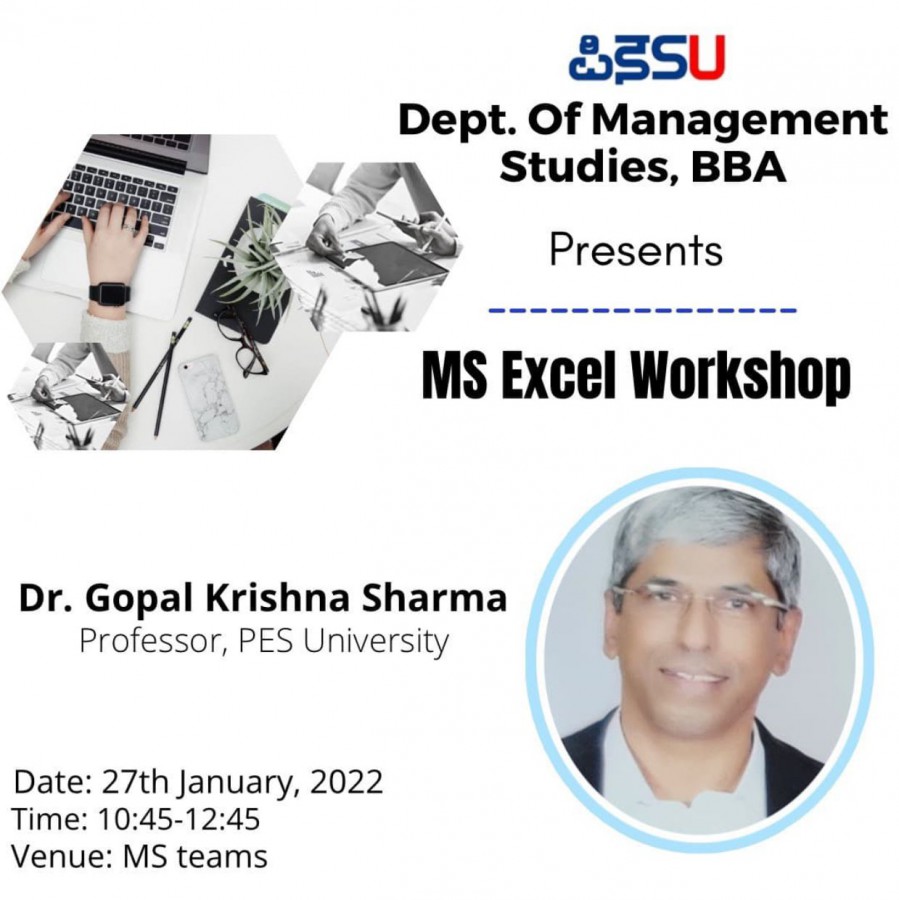 ಪಿಇಎಸU
Dept. Of Management
Studies, BBA
Presents
MS Excel Workshop
Dr. Gopal Krishna Sharma
Professor, PES University
Date: 27th January, 2022
Time: 10:45-12:45
Venue: MS teams